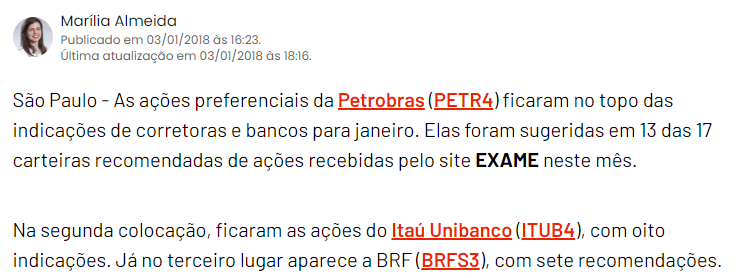 Marília Almeida
Publicado em 03/01/2018 às 16:23.
Última atualização em 03/01/2018 às 18:16.
São Paulo - As ações preferenciais da Petrobras (PETR4) ficaram no topo das
indicações de corretoras e bancos para janeiro. Elas foram sugeridas em 13 das 17
carteiras recomendadas de ações recebidas pelo site EXAME neste mês.
Na segunda colocação, ficaram as ações do Itaú Unibanco (ITUB4), com oito
indicações. Já no terceiro lugar aparece a BRF (BRFS3), com sete recomendações.